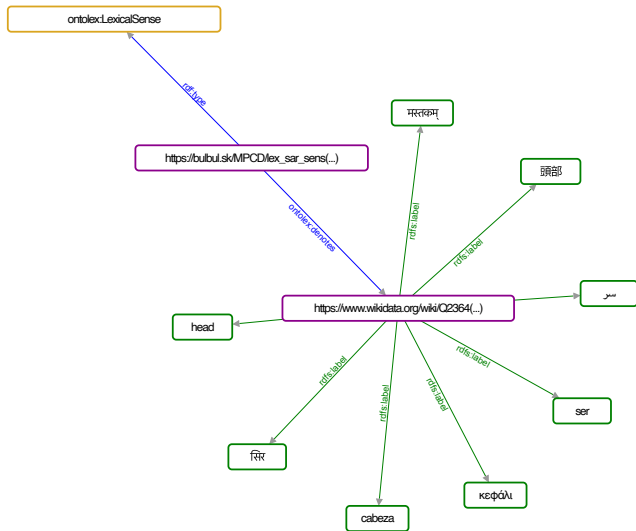 ontolex:LexicalSense
rdf:type
मस्तकम्
https://bulbul.sk/MPCD/lex_sar_sens(...)
頭部
rdfs:label
ontolex:denotes
rdfs:label
سر
https://www.wikidata.org/wiki/Q2364(...)
head
rdfs:label
rdfs:label
rdfs:label
rdfs:label
ser
सिर
κεφάλι
cabeza